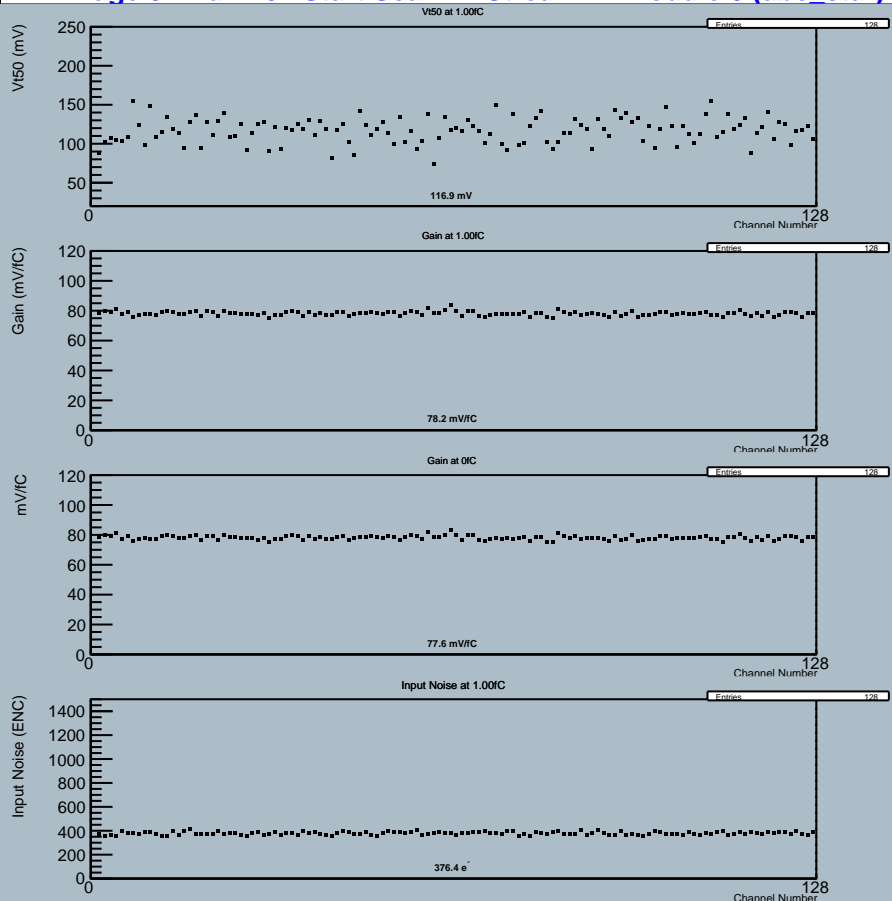 Vt50 at 1.00fC
Entries 128
Vt50 (mV)
250
200
150
100
50
116.9 mV
0
128
Channel Number
Gain at 1.00fC
Entries 128
Gain (mV/fC)
120
100
80
60
40
20
0
78.2 mV/fC
0
128
Channel Number
Gain at 0fC
Entries 128
mV/fC
120
100
80
60
40
20
0
77.6 mV/fC
0
128
Channel Number
Input Noise at 1.00fC
Entries 128
Input Noise (ENC)
1400
1200
1000
800
600
400
200
0
376.4 e-
0
128
Channel Number